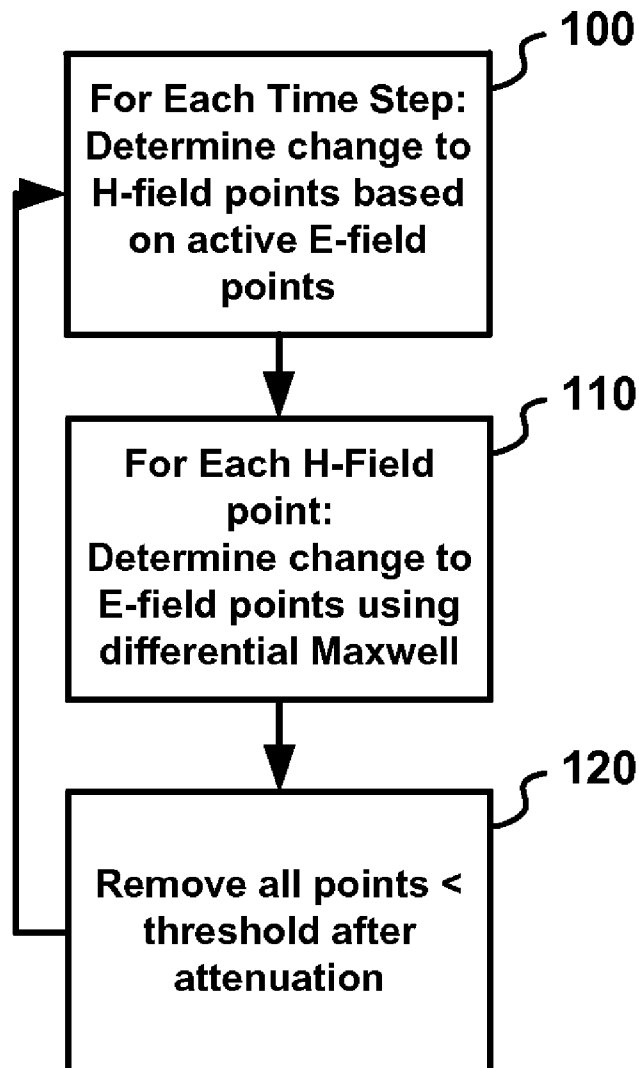 100
For Each Time Step:
Determine change to
H-field points based
on active E-field
points
110
For Each H-Field
point:
Determine change to
E-field points using
differential Maxwell
120
Remove all points <
threshold after
attenuation